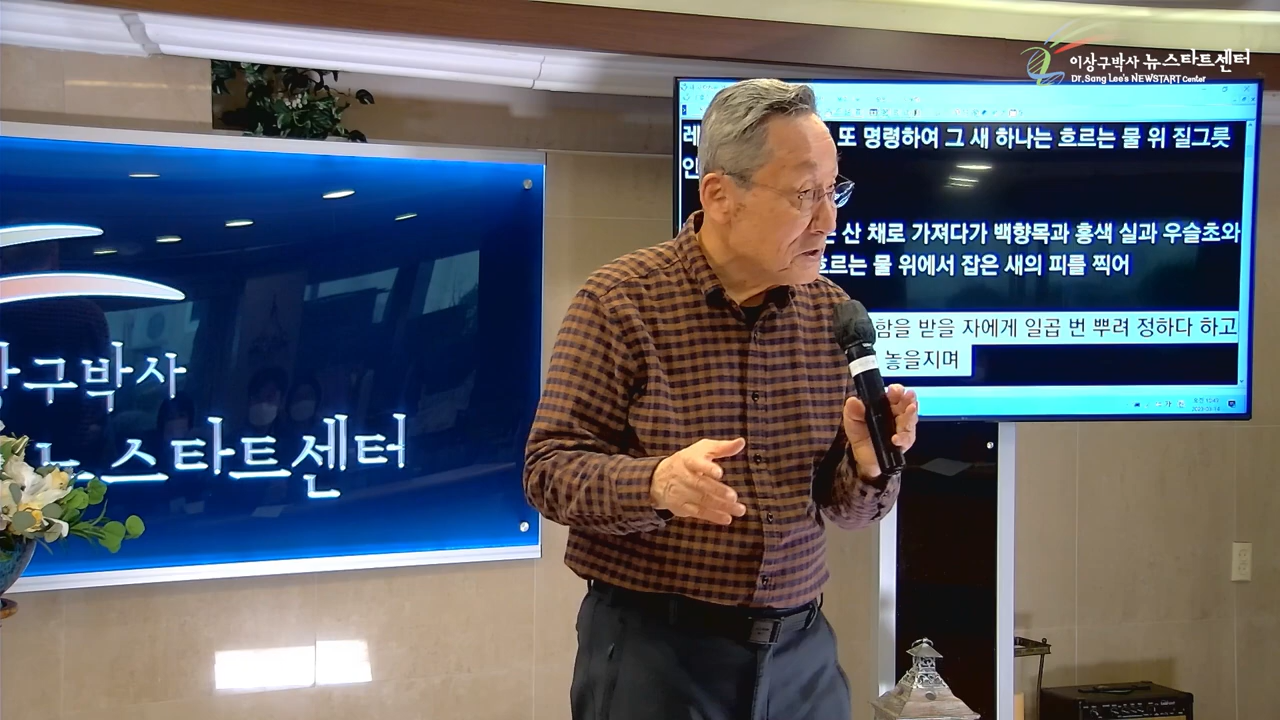 이상구박사 뉴스타트센터
Dr. Sang Lee's NEWSTART Center
레 또 명령하여 그 새 하나는 흐르는 물 위 질그릇
산 채로 가져다가 백향목과 홍색 실과 우슬초와
흐르는 물 위에서 잡은 새의 피를 찍어
함을 받을 자에게 일곱 번 뿌려 정하다 하고
놓을지며
구박사
뉴스타트센터